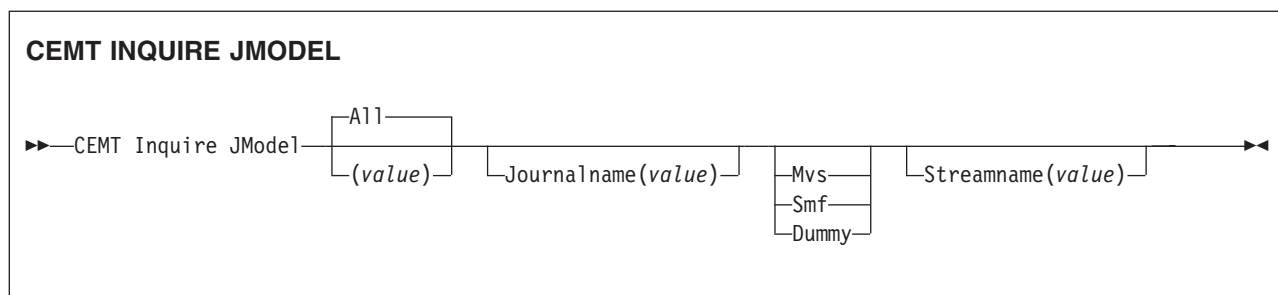 CEMT INQUIRE JMODEL
All
CEMT Inquire JModel
(value)
Journalname(value)
Mvs
Streamname(value)
Smf
Dummy